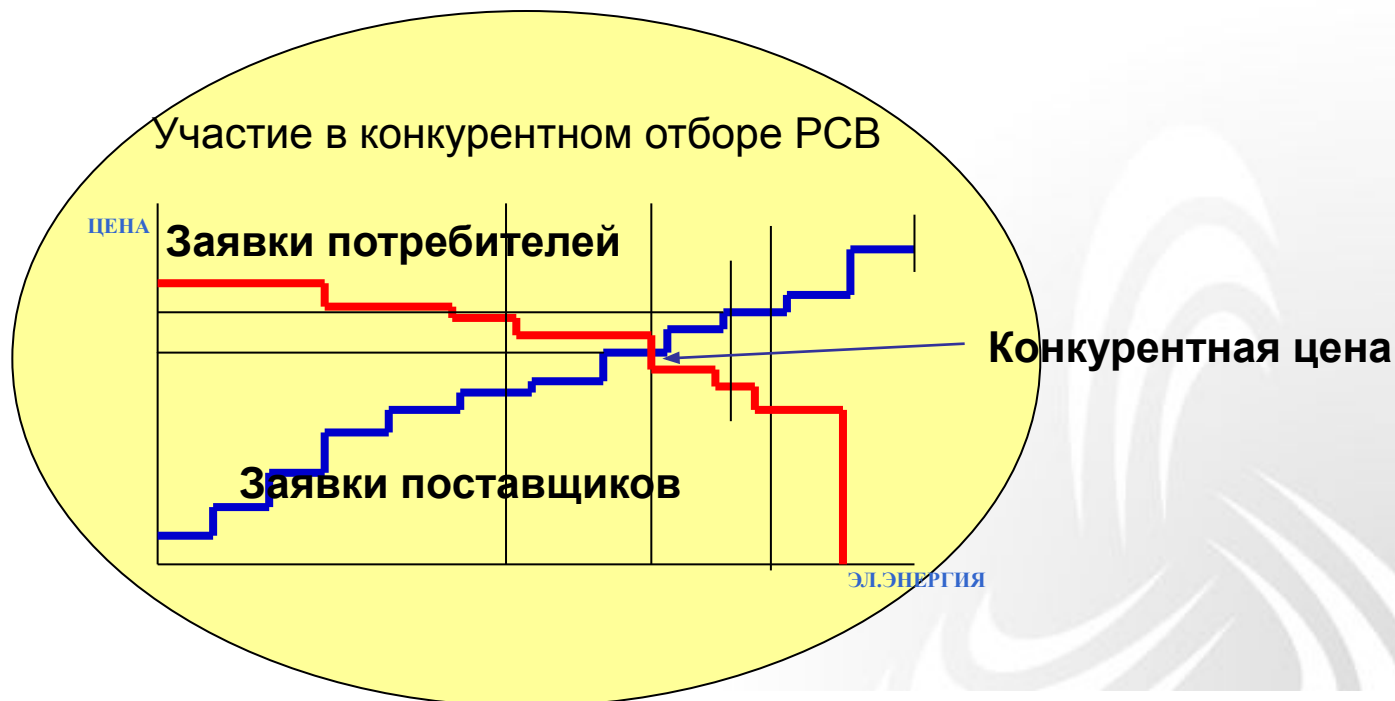 Участие в конкурентном отборе РСВ
ЦЕНА
Заявки потребителей
Конкурентная цена
Заявки поставщиков
ЭЛ.ЭНЕРГИЯ